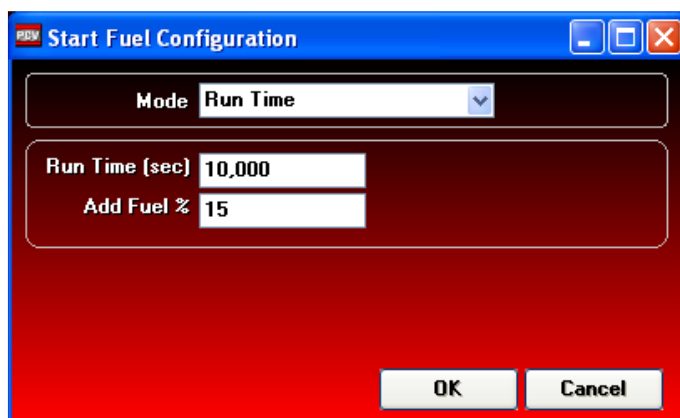 PCV Start Fuel Configuration
Mode Run Time
Run Time (sec) 10,000
Add Fuel % 15
OK Cancel